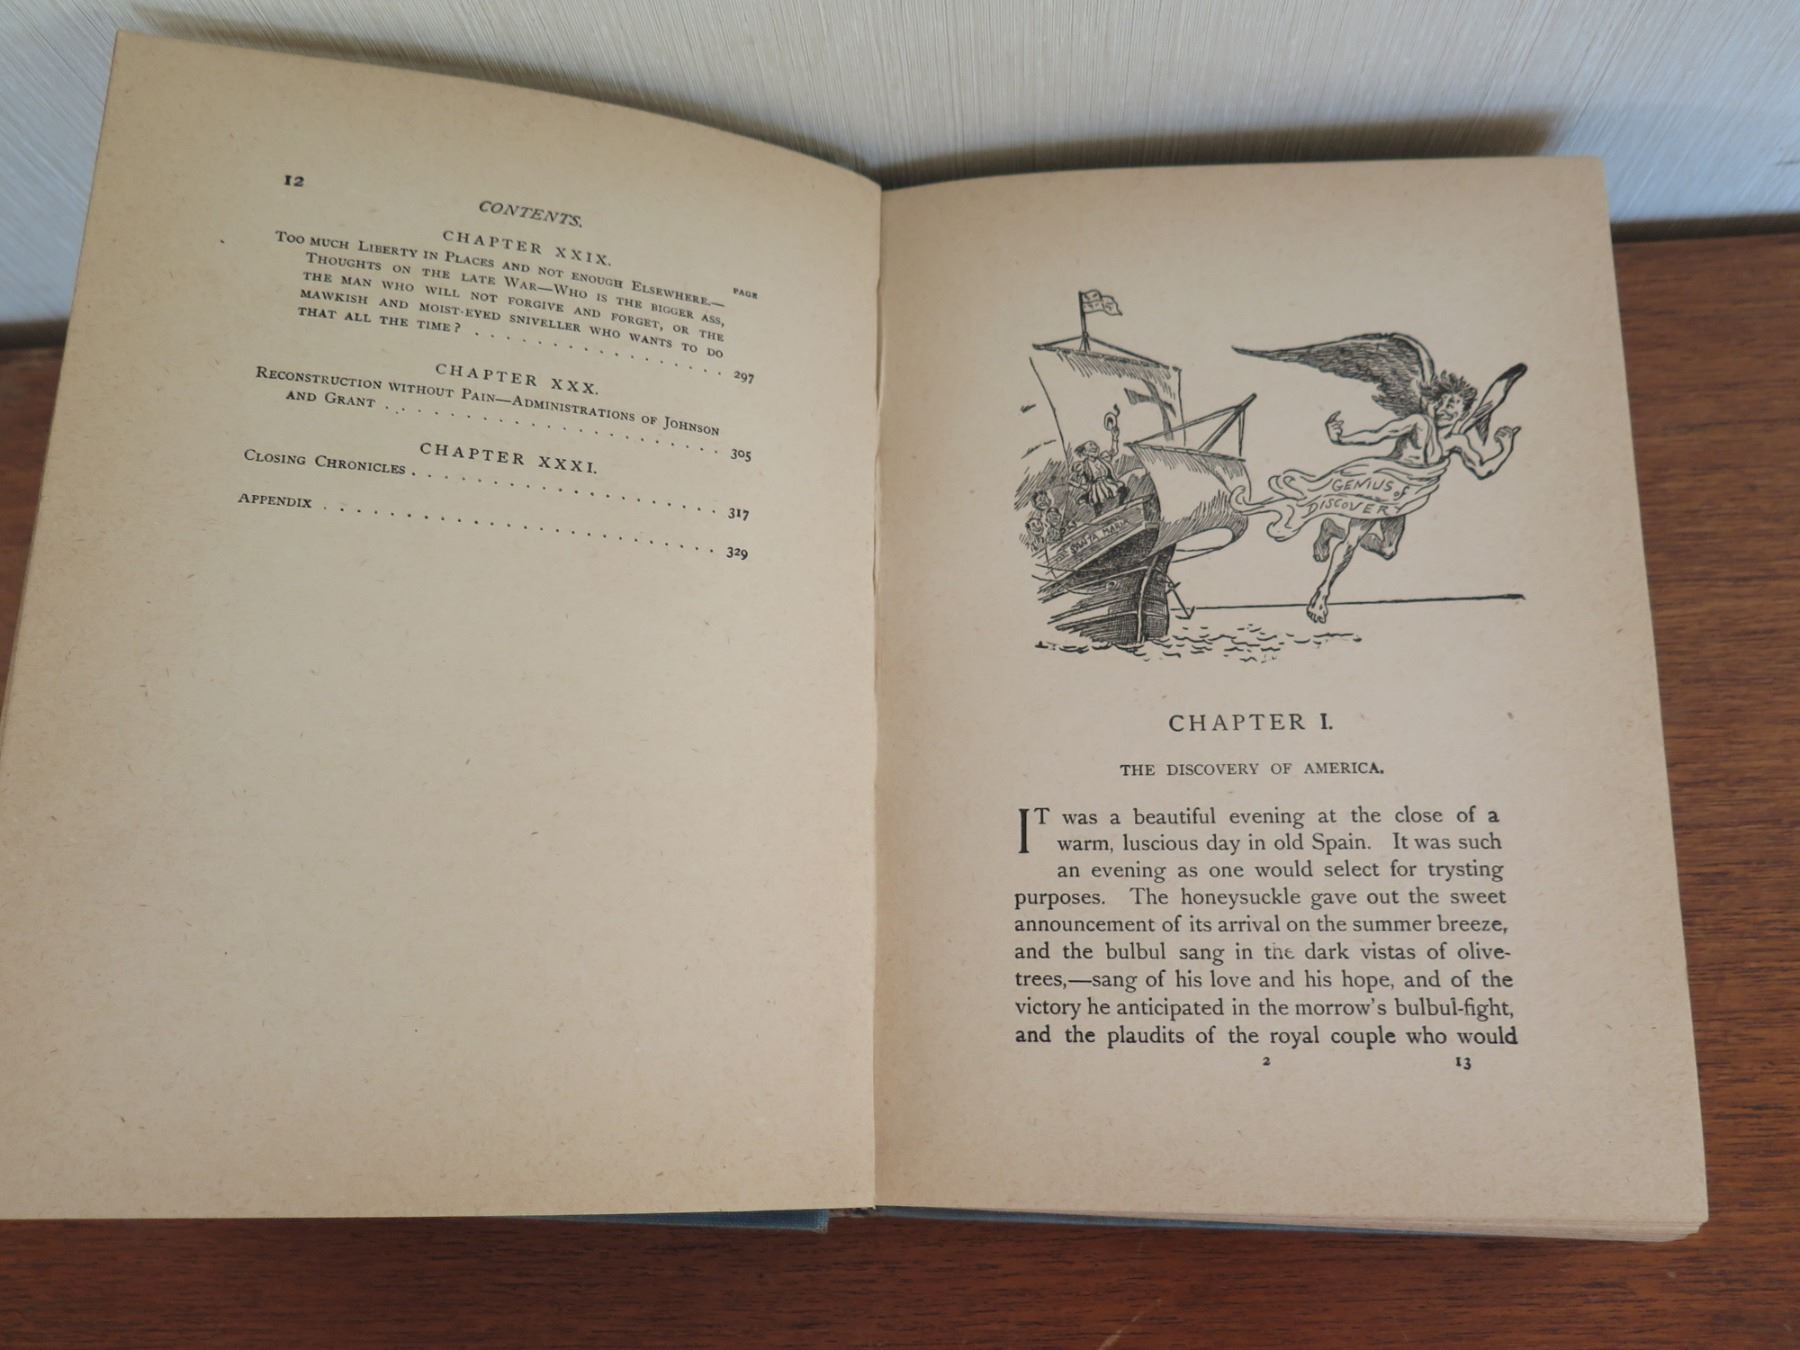 12
CONTENTS.
CHAPTER XXIX.
PAGE
Too much Liberty in Places and not enough Elsewhere.—
Thoughts on the late War—Who is the bigger ass,
the man who will not forgive and forget, or the
mawkish and moist-eyed sniveller who wants to do
that all the time? . . . . . . . . . . . . . . 297
CHAPTER XXX.
Reconstruction without Pain—Administrations of Johnson
and Grant . . . . . . . . . . . . . . . . . . 305
CHAPTER XXXI.
Closing Chronicles . . . . . . . . . . . . . . . . . 317
Appendix . . . . . . . . . . . . . . . . . . . . . 329
GENIUS of
DISCOVERY
SANTA MARIA
CHAPTER I.
THE DISCOVERY OF AMERICA.
IT was a beautiful evening at the close of a
warm, luscious day in old Spain. It was such
an evening as one would select for trysting
purposes. The honeysuckle gave out the sweet
announcement of its arrival on the summer breeze,
and the bulbul sang in the dark vistas of olive-
trees,—sang of his love and his hope, and of the
victory he anticipated in the morrow's bulbul-fight,
and the plaudits of the royal couple who would
2 13